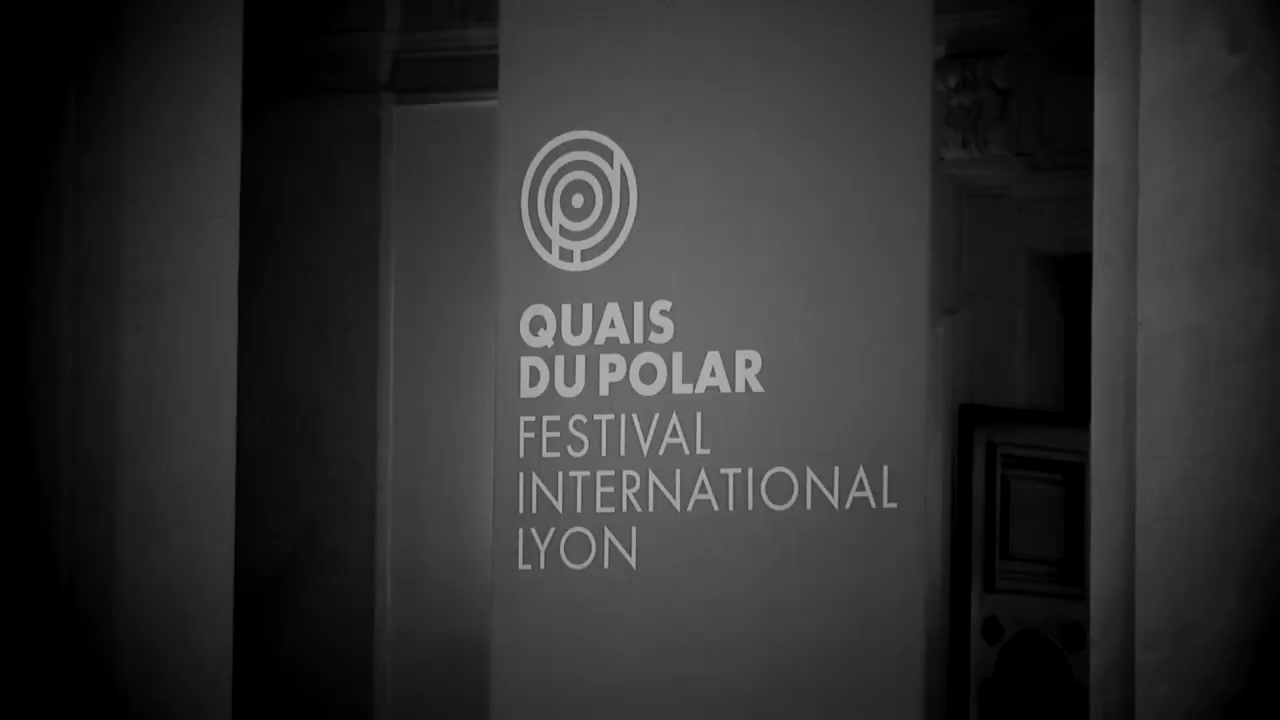 QUAIS
DU POLAR
FESTIVAL
INTERNATIONAL
LYON